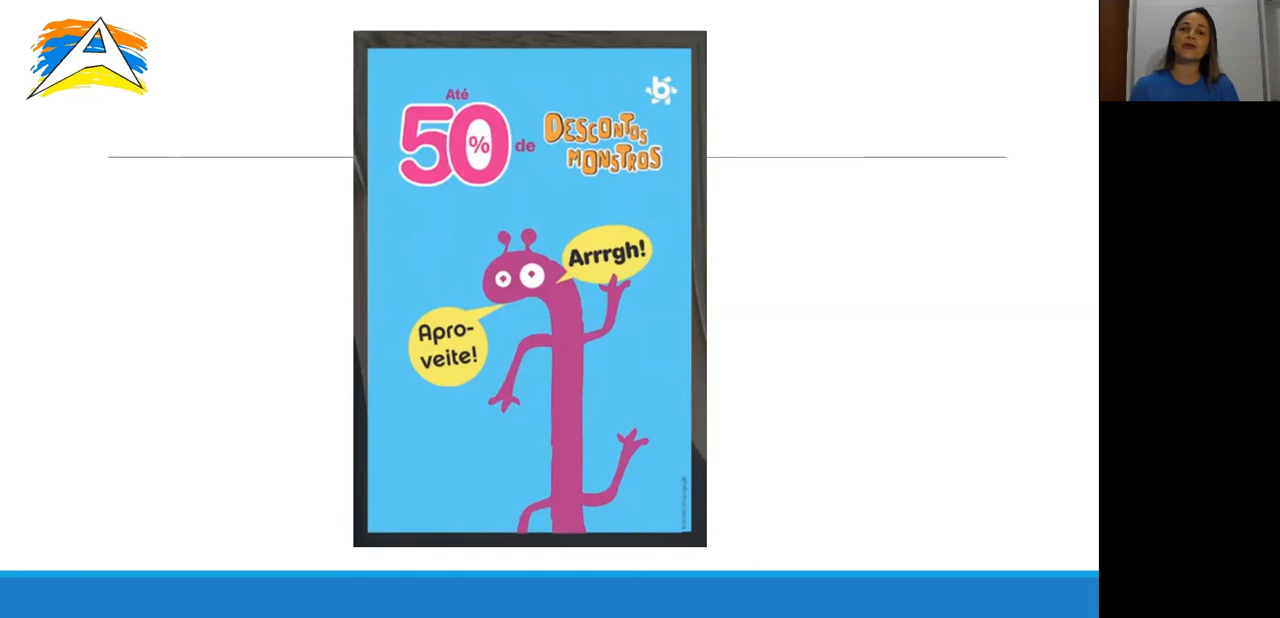 Até
50% de
DESCONTOS
MONSTROS
Arrrgh!
Apro-
veite!